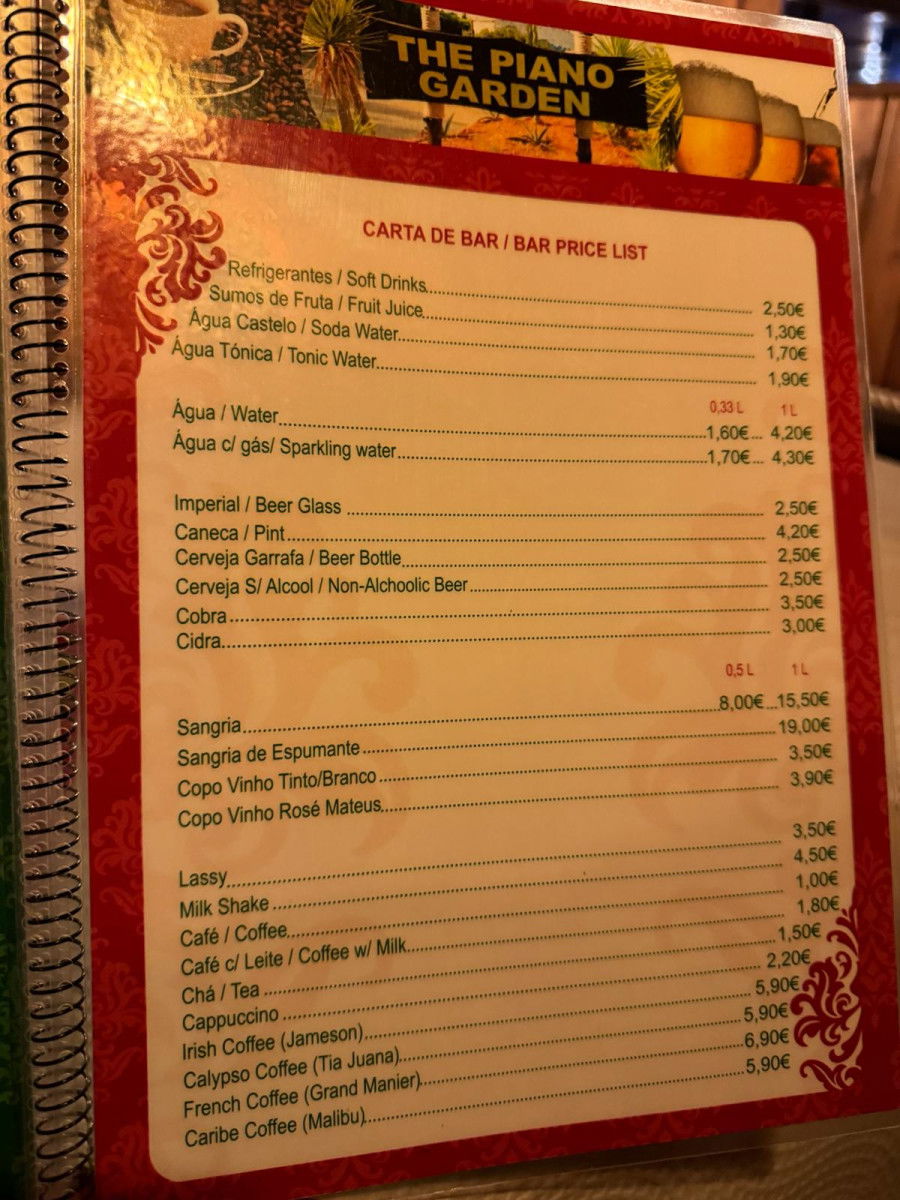 THE PIANO
GARDEN
CARTA DE BAR / BAR PRICE LIST
Refrigerantes / Soft Drinks 2,50€
Sumos de Fruta / Fruit Juice 1,30€
Água Castelo / Soda Water 1,70€
Água Tónica / Tonic Water 1,90€
0,33 L 1 L
Água / Water 1,60€ 4,20€
Água c/ gás/ Sparkling water 1,70€ 4,30€
Imperial / Beer Glass 2,50€
Caneca / Pint 4,20€
Cerveja Garrafa / Beer Bottle 2,50€
Cerveja S/ Alcool / Non-Alchoolic Beer 2,50€
Cobra 3,50€
Cidra 3,00€
0,5 L 1 L
Sangria 8,00€ 15,50€
Sangria de Espumante 19,00€
Copo Vinho Tinto/Branco 3,50€
Copo Vinho Rosé Mateus 3,90€
Lassy 3,50€
Milk Shake 4,50€
Café / Coffee 1,00€
Café c/ Leite / Coffee w/ Milk 1,80€
Chá / Tea 1,50€
Cappuccino 2,20€
Irish Coffee (Jameson) 5,90€
Calypso Coffee (Tia Juana) 5,90€
French Coffee (Grand Manier) 6,90€
Caribe Coffee (Malibu) 5,90€